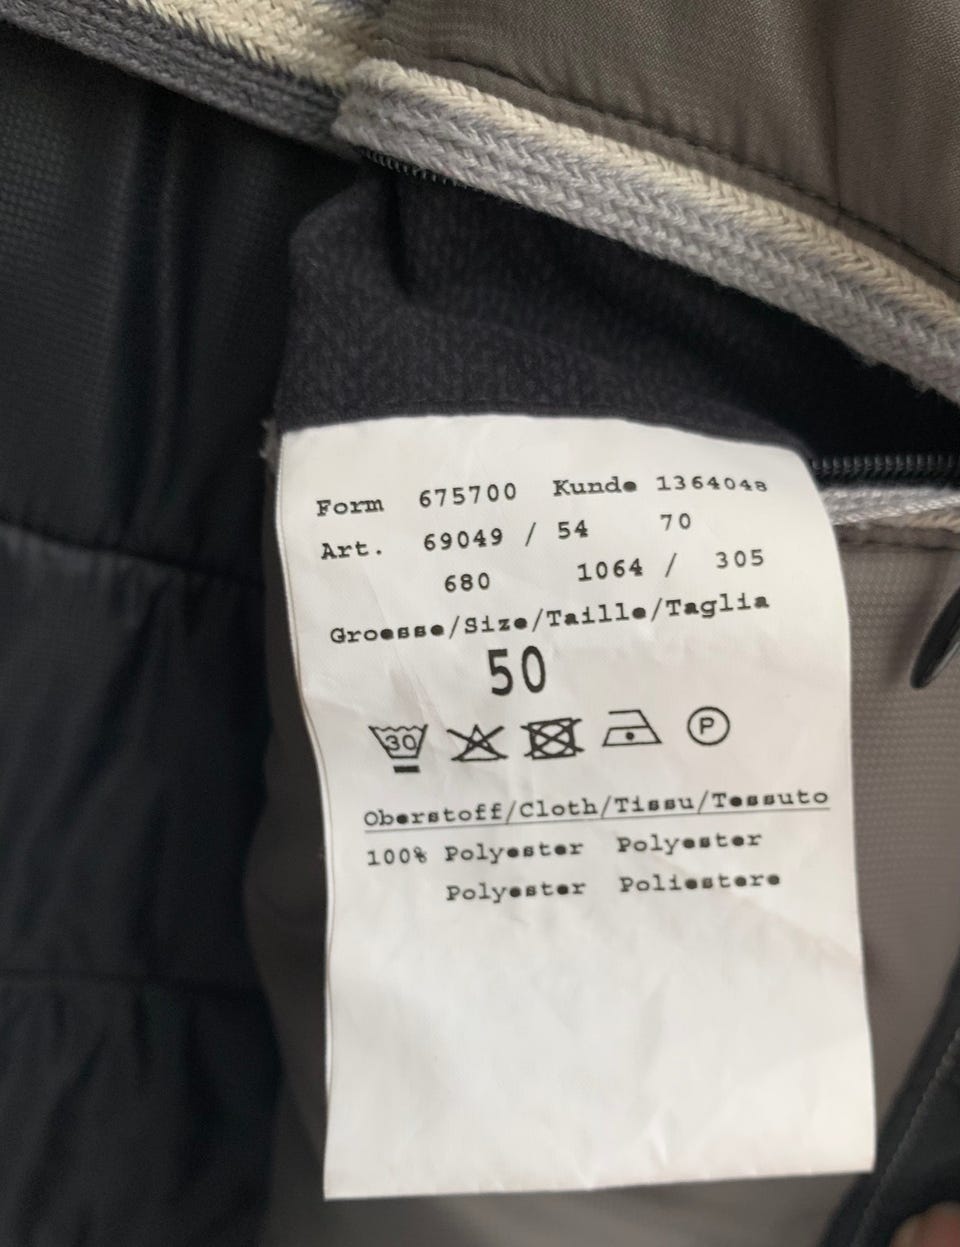 Form 675700 Kunde 1364048
Art. 69049 / 54 70
680 1064 / 305
Groesse/Size/Taille/Taglia
50
30 P
Oberstoff/Cloth/Tissu/Tessuto
100% Polyester Polyester
Polyester Poliestere